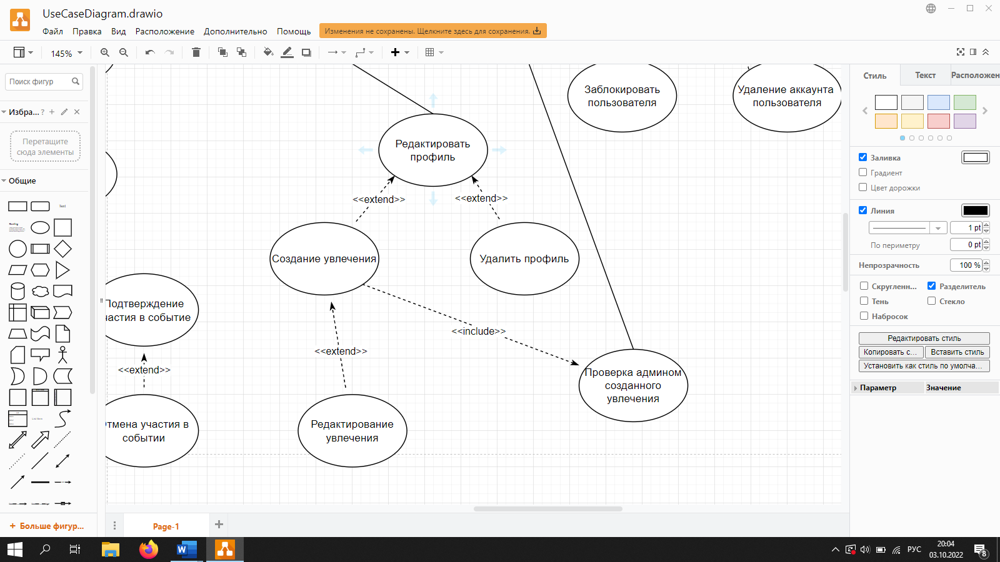 UseCaseDiagram.drawio
Файл Правка Вид Расположение Дополнительно Помощь
Изменения не сохранены. Щелкните здесь для сохранения.
145%
Поиск фигур
Избра... ?
Перетащите
сюда элементы
Общие
Text
Больше фигур...
Заблокировать
пользователя
Удаление аккаунта
пользователя
Редактировать
профиль
<<extend>>
<<extend>>
Создание увлечения
Удалить профиль
Подтверждение
частия в событие
<<include>>
<<extend>>
<<extend>>
Проверка админом
созданного
увлечения
Отмена участия в
событии
Редактирование
увлечения
Page-1
Стиль Текст Расположен
Заливка
Градиент
Цвет дорожки
Линия
1 pt
По периметру 0 pt
Непрозрачность 100 %
Скругленн... Разделитель
Тень Стекло
Набросок
Редактировать стиль
Копировать с... Вставить стиль
Установить как стиль по умолча...
Параметр Значение
РУС
20:04
03.10.2022
8